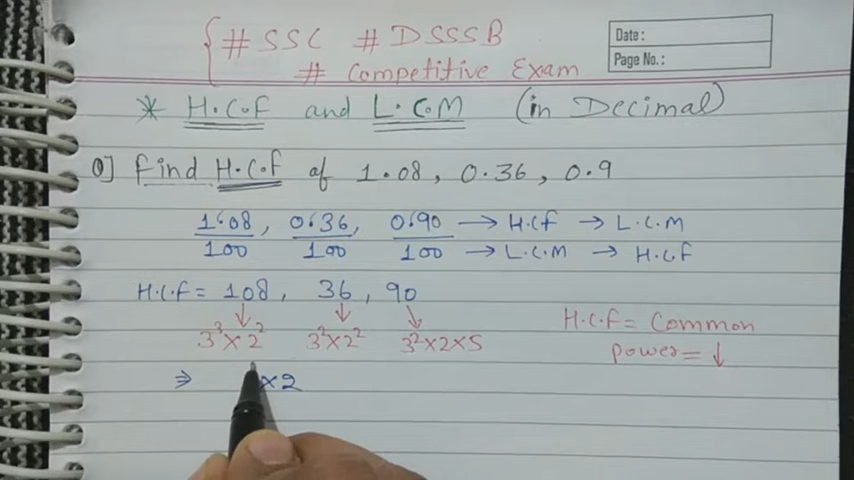 # SSC # DSSSB
# Competitive Exam
Date:
Page No.:
* H.C.F and L.C.M (in Decimal)
Q] Find H.C.F of 1.08, 0.36, 0.9
1.08/100, 0.36/100, 0.90/100 → H.C.F → L.C.M
→ L.C.M → H.C.F
H.C.F = 108, 36, 90
↓ ↓ ↓
3³×2² 3²×2² 3²×2×5
H.C.F = Common
power = ↓
⇒ ×2